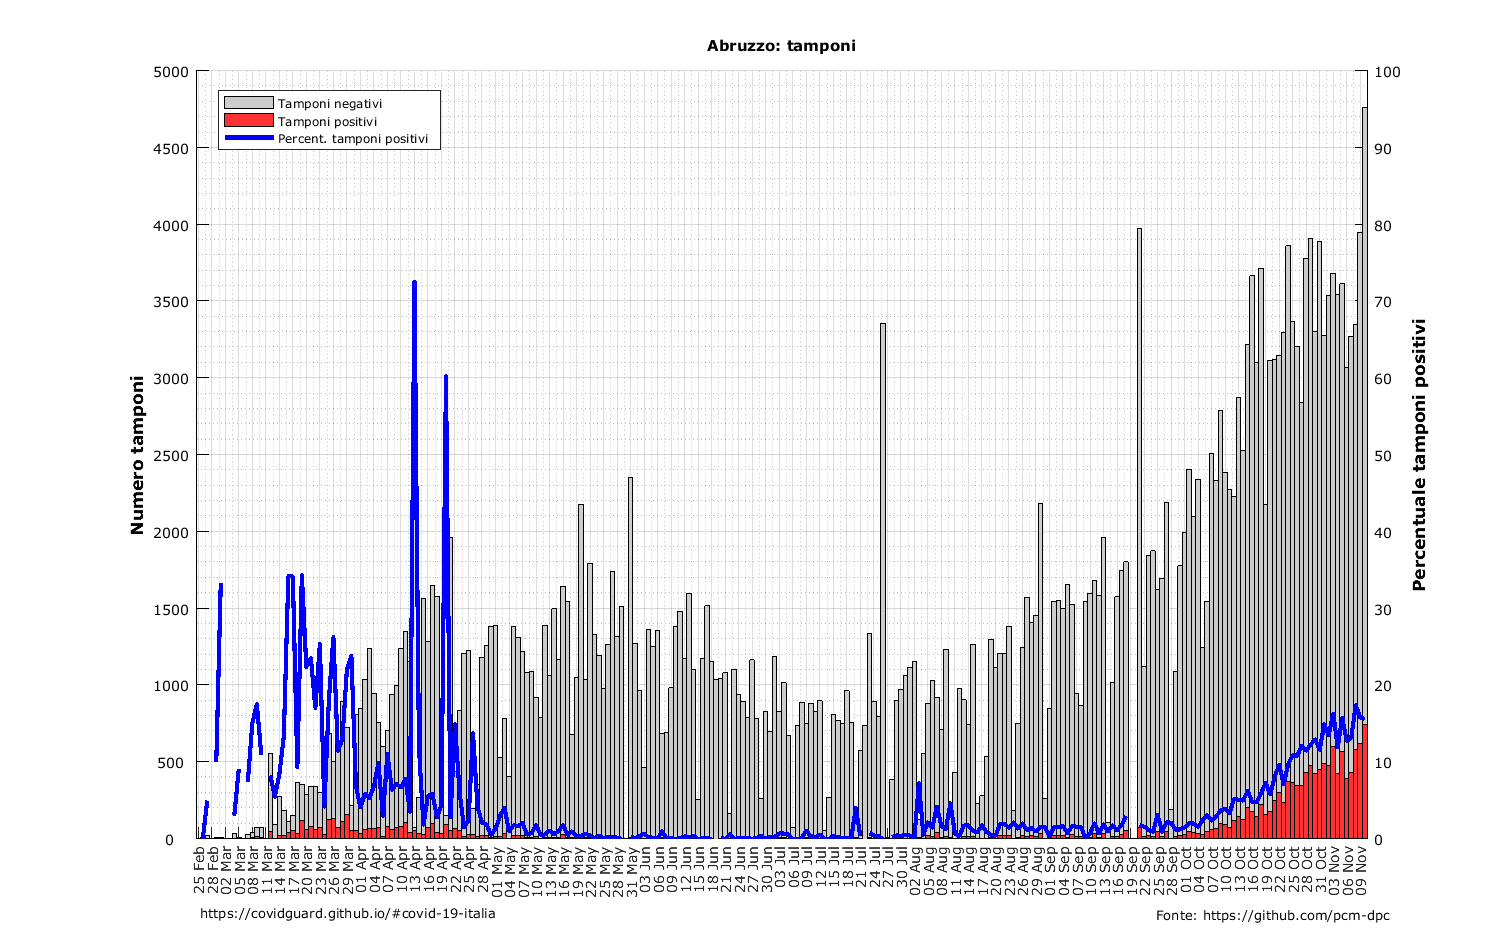 Abruzzo: tamponi
Tamponi negativi
Tamponi positivi
Percent. tamponi positivi
Numero tamponi
5000
4500
4000
3500
3000
2500
2000
1500
1000
500
0
Percentuale tamponi positivi
100
90
80
70
60
50
40
30
20
10
0
25 Feb
28 Feb
02 Mar
05 Mar
08 Mar
11 Mar
14 Mar
17 Mar
20 Mar
23 Mar
26 Mar
29 Mar
01 Apr
04 Apr
07 Apr
10 Apr
13 Apr
16 Apr
19 Apr
22 Apr
25 Apr
28 Apr
01 May
04 May
07 May
10 May
13 May
16 May
19 May
22 May
25 May
28 May
31 May
03 Jun
06 Jun
09 Jun
12 Jun
15 Jun
18 Jun
21 Jun
24 Jun
27 Jun
30 Jun
03 Jul
06 Jul
09 Jul
12 Jul
15 Jul
18 Jul
21 Jul
24 Jul
27 Jul
30 Jul
02 Aug
05 Aug
08 Aug
11 Aug
14 Aug
17 Aug
20 Aug
23 Aug
26 Aug
29 Aug
01 Sep
04 Sep
07 Sep
10 Sep
13 Sep
16 Sep
19 Sep
22 Sep
25 Sep
28 Sep
01 Oct
04 Oct
07 Oct
10 Oct
13 Oct
16 Oct
19 Oct
22 Oct
25 Oct
28 Oct
31 Oct
03 Nov
06 Nov
09 Nov
https://covidguard.github.io/#covid-19-italia
Fonte: https://github.com/pcm-dpc